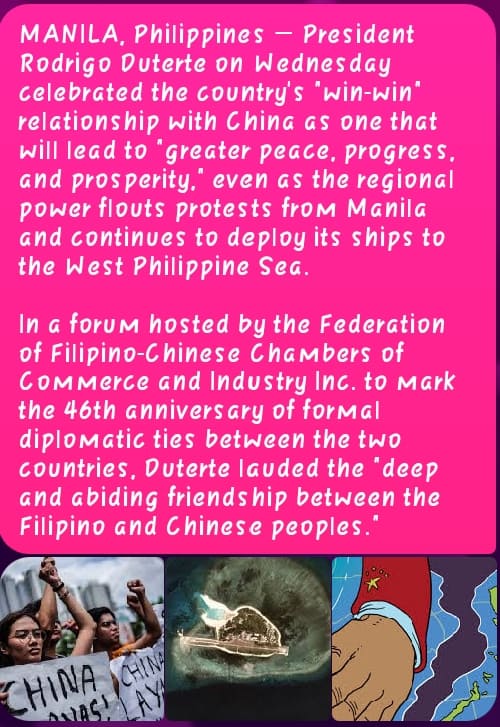 MANILA, Philippines — President
Rodrigo Duterte on Wednesday
celebrated the country's "win-win"
relationship with China as one that
will lead to "greater peace, progress,
and prosperity," even as the regional
power flouts protests from Manila
and continues to deploy its ships to
the West Philippine Sea.
In a forum hosted by the Federation
of Filipino-Chinese Chambers of
Commerce and Industry Inc. to mark
the 46th anniversary of formal
diplomatic ties between the two
countries, Duterte lauded the "deep
and abiding friendship between the
Filipino and Chinese peoples."
CHINA
CHINA
LAYA